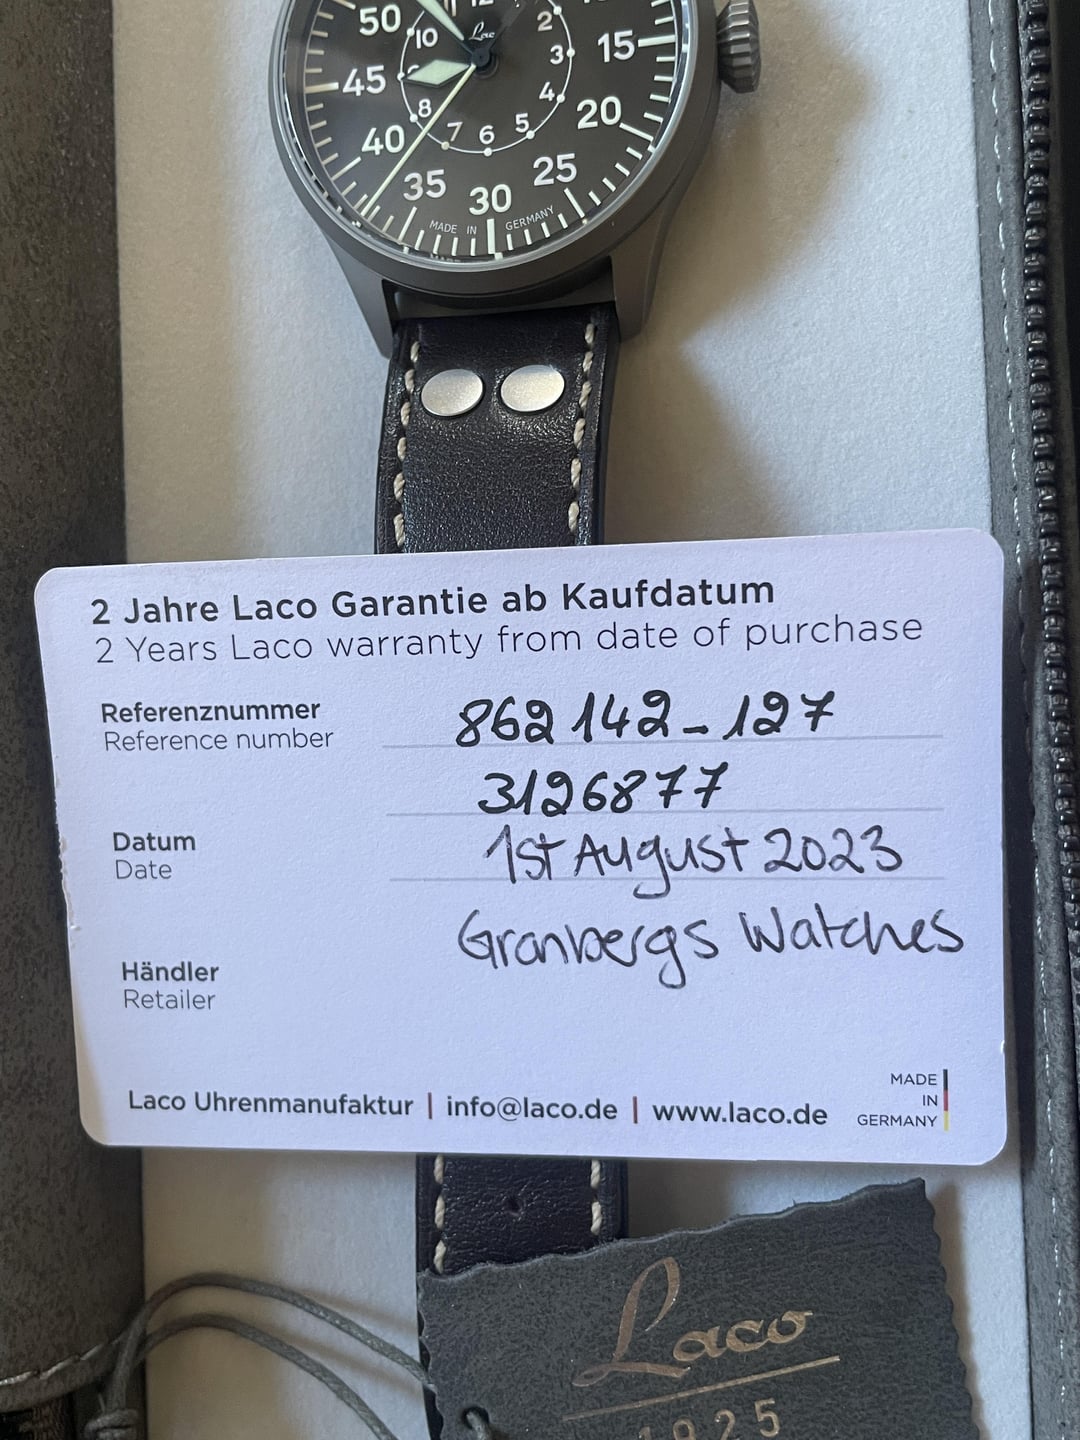 12
50
10
Laco
2
15
3
45
4
8
20
40
7
6
5
35
30
25
MADE IN GERMANY
2 Jahre Laco Garantie ab Kaufdatum
2 Years Laco warranty from date of purchase
Referenznummer
Reference number
862142-127
3126877
Datum
Date
1st August 2023
Händler
Retailer
Granbergs Watches
Laco Uhrenmanufaktur | info@laco.de | www.laco.de
MADE
IN
GERMANY
Laco
1925